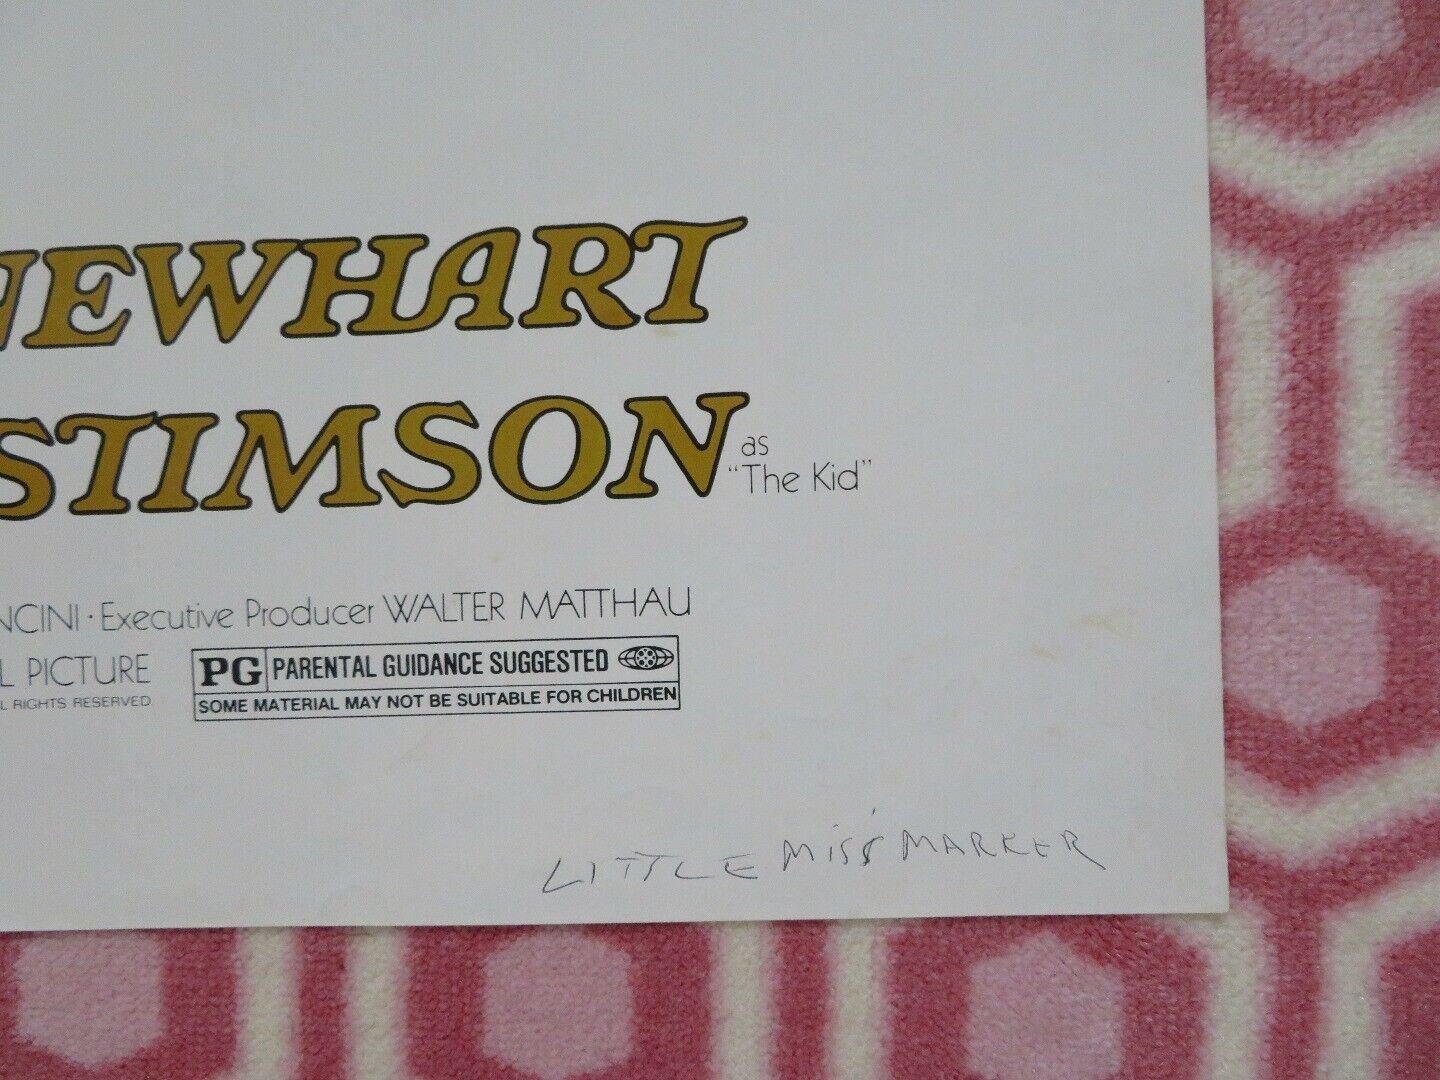 NEWHART
STIMSON as "The Kid"
NCINI · Executive Producer WALTER MATTHAU
L PICTURE
L RIGHTS RESERVED
PG PARENTAL GUIDANCE SUGGESTED
SOME MATERIAL MAY NOT BE SUITABLE FOR CHILDREN
LITTLE MISS MARKER